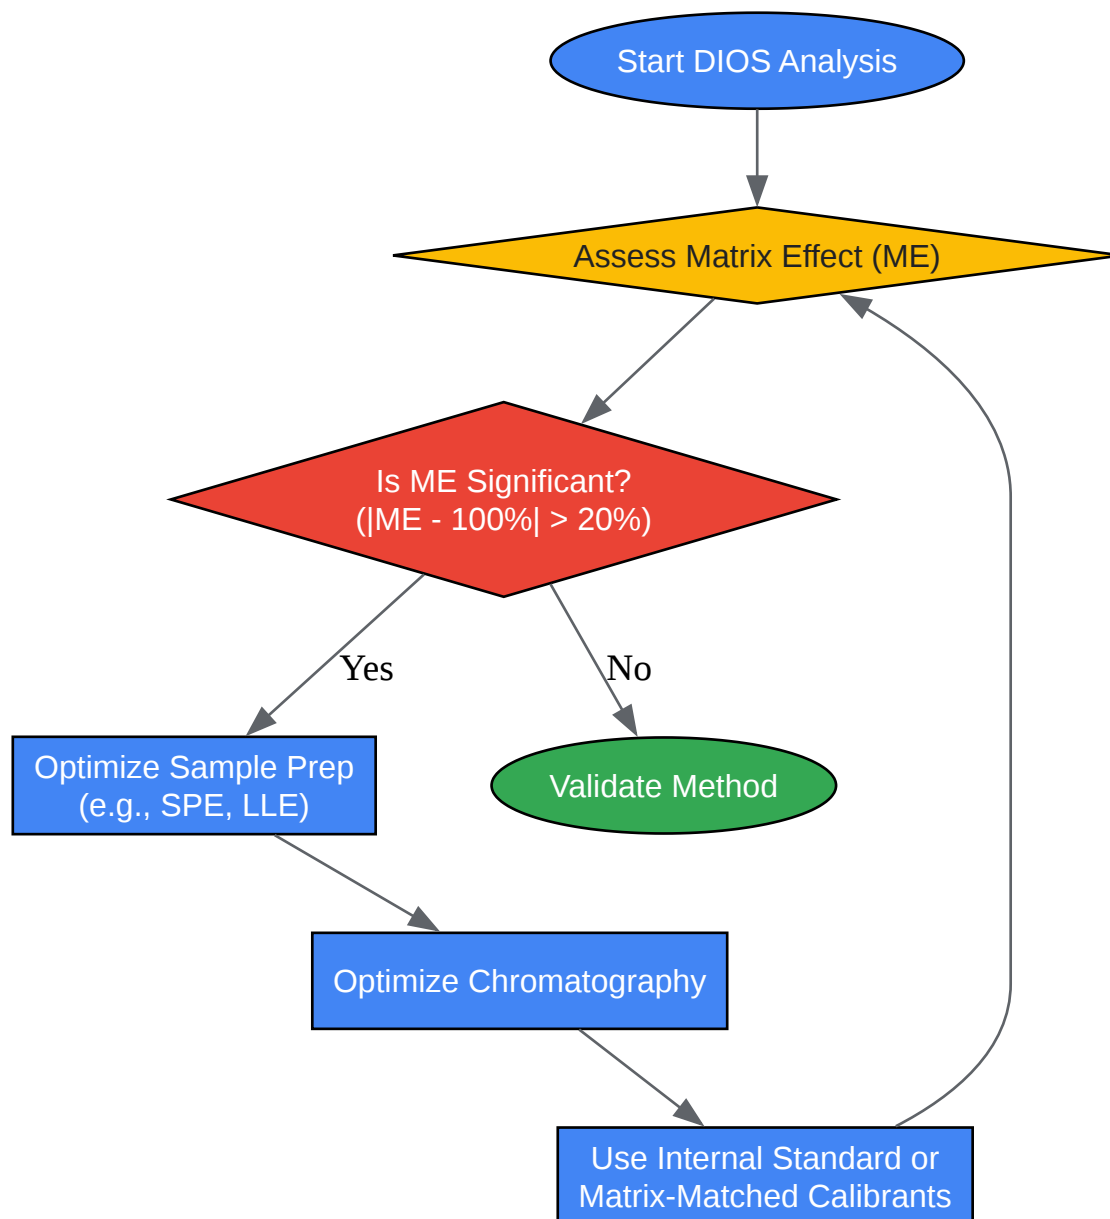 Start DIOS Analysis
Assess Matrix Effect (ME)
Is ME Significant?
(|ME - 100%| > 20%)
Yes
No
Optimize Sample Prep
(e.g., SPE, LLE)
Validate Method
Optimize Chromatography
Use Internal Standard or
Matrix-Matched Calibrants